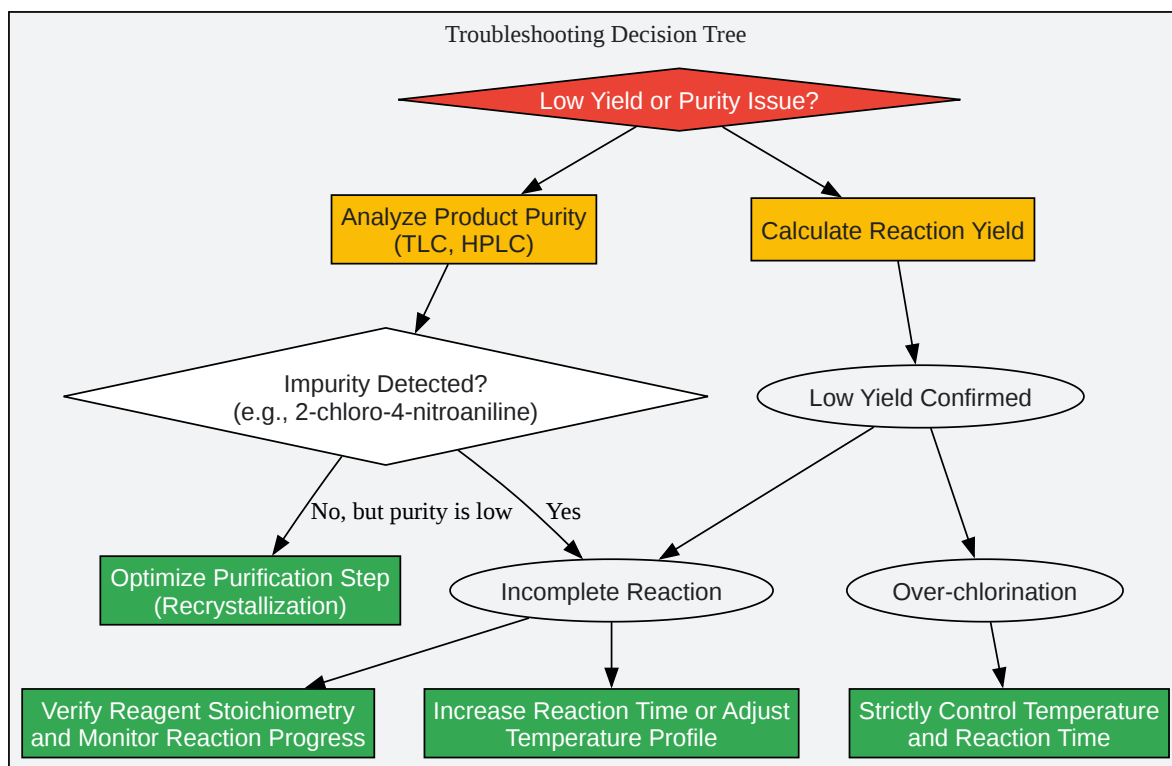 Troubleshooting Decision Tree
Low Yield or Purity Issue?
Analyze Product Purity
(TLC, HPLC)
Calculate Reaction Yield
Impurity Detected?
(e.g., 2-chloro-4-nitroaniline)
Low Yield Confirmed
No, but purity is low
Yes
Optimize Purification Step
(Recrystallization)
Incomplete Reaction
Over-chlorination
Verify Reagent Stoichiometry
and Monitor Reaction Progress
Increase Reaction Time or Adjust
Temperature Profile
Strictly Control Temperature
and Reaction Time